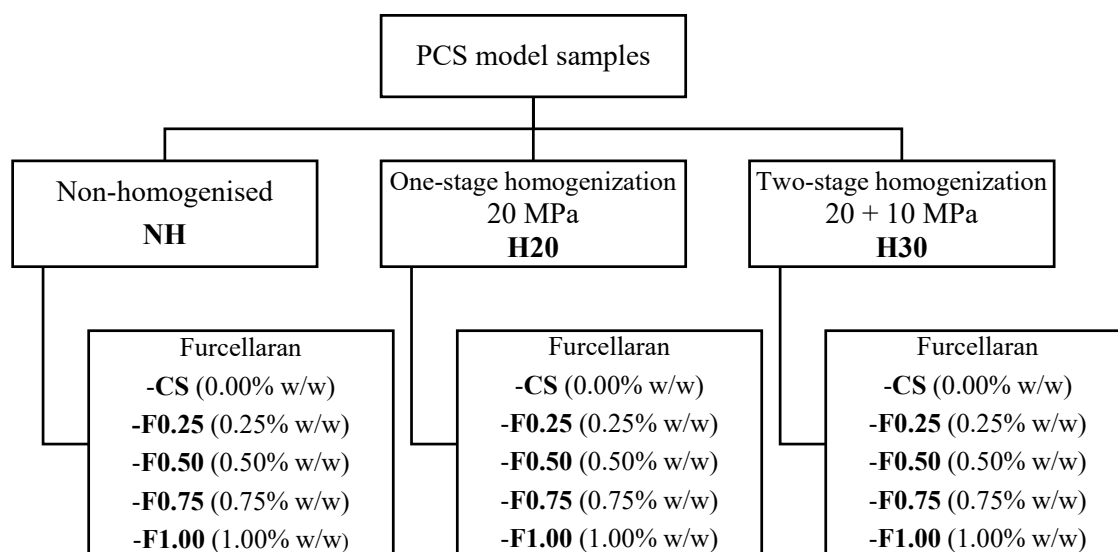 PCS model samples
Non-homogenised
NH
One-stage homogenization
20 MPa
H20
Two-stage homogenization
20 + 10 MPa
H30
Furcellaran
-CS (0.00% w/w)
-F0.25 (0.25% w/w)
-F0.50 (0.50% w/w)
-F0.75 (0.75% w/w)
-F1.00 (1.00% w/w)
Furcellaran
-CS (0.00% w/w)
-F0.25 (0.25% w/w)
-F0.50 (0.50% w/w)
-F0.75 (0.75% w/w)
-F1.00 (1.00% w/w)
Furcellaran
-CS (0.00% w/w)
-F0.25 (0.25% w/w)
-F0.50 (0.50% w/w)
-F0.75 (0.75% w/w)
-F1.00 (1.00% w/w)